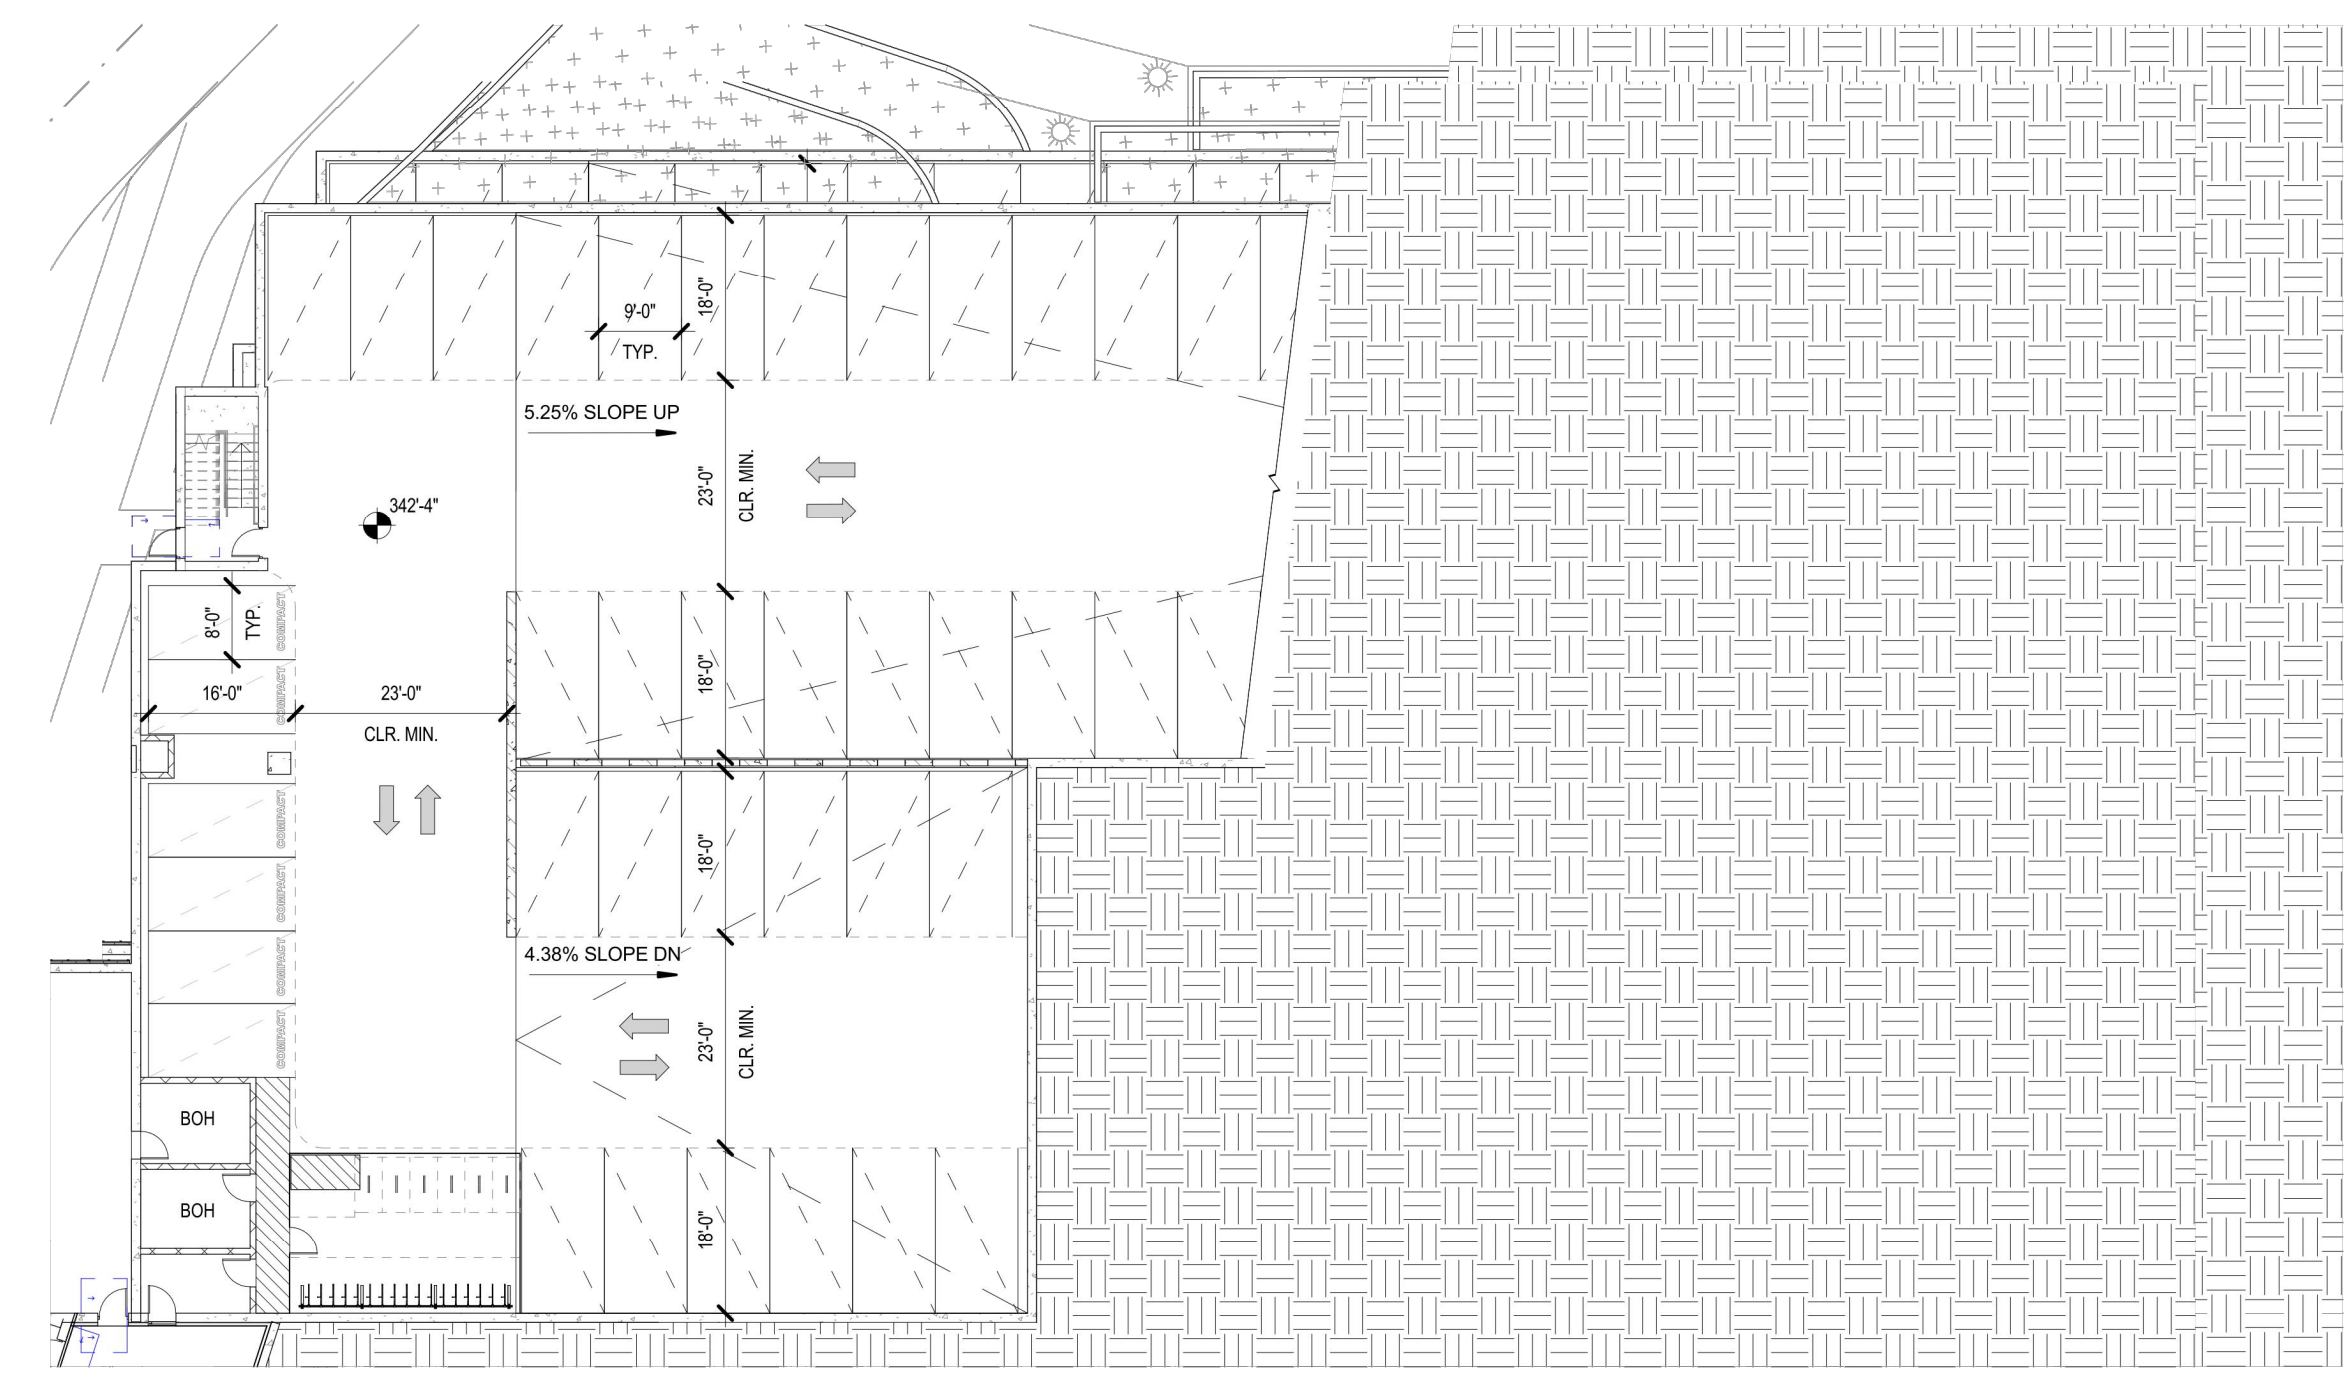 9'-0"
TYP.
18'-0"
5.25% SLOPE UP
23'-0"
CLR. MIN.
342'-4"
8'-0"
TYP.
COMPACT
COMPACT
16'-0"
23'-0"
CLR. MIN.
18'-0"
18'-0"
COMPACT
COMPACT
COMPACT
COMPACT
4.38% SLOPE DN
23'-0"
CLR. MIN.
BOH
BOH
18'-0"